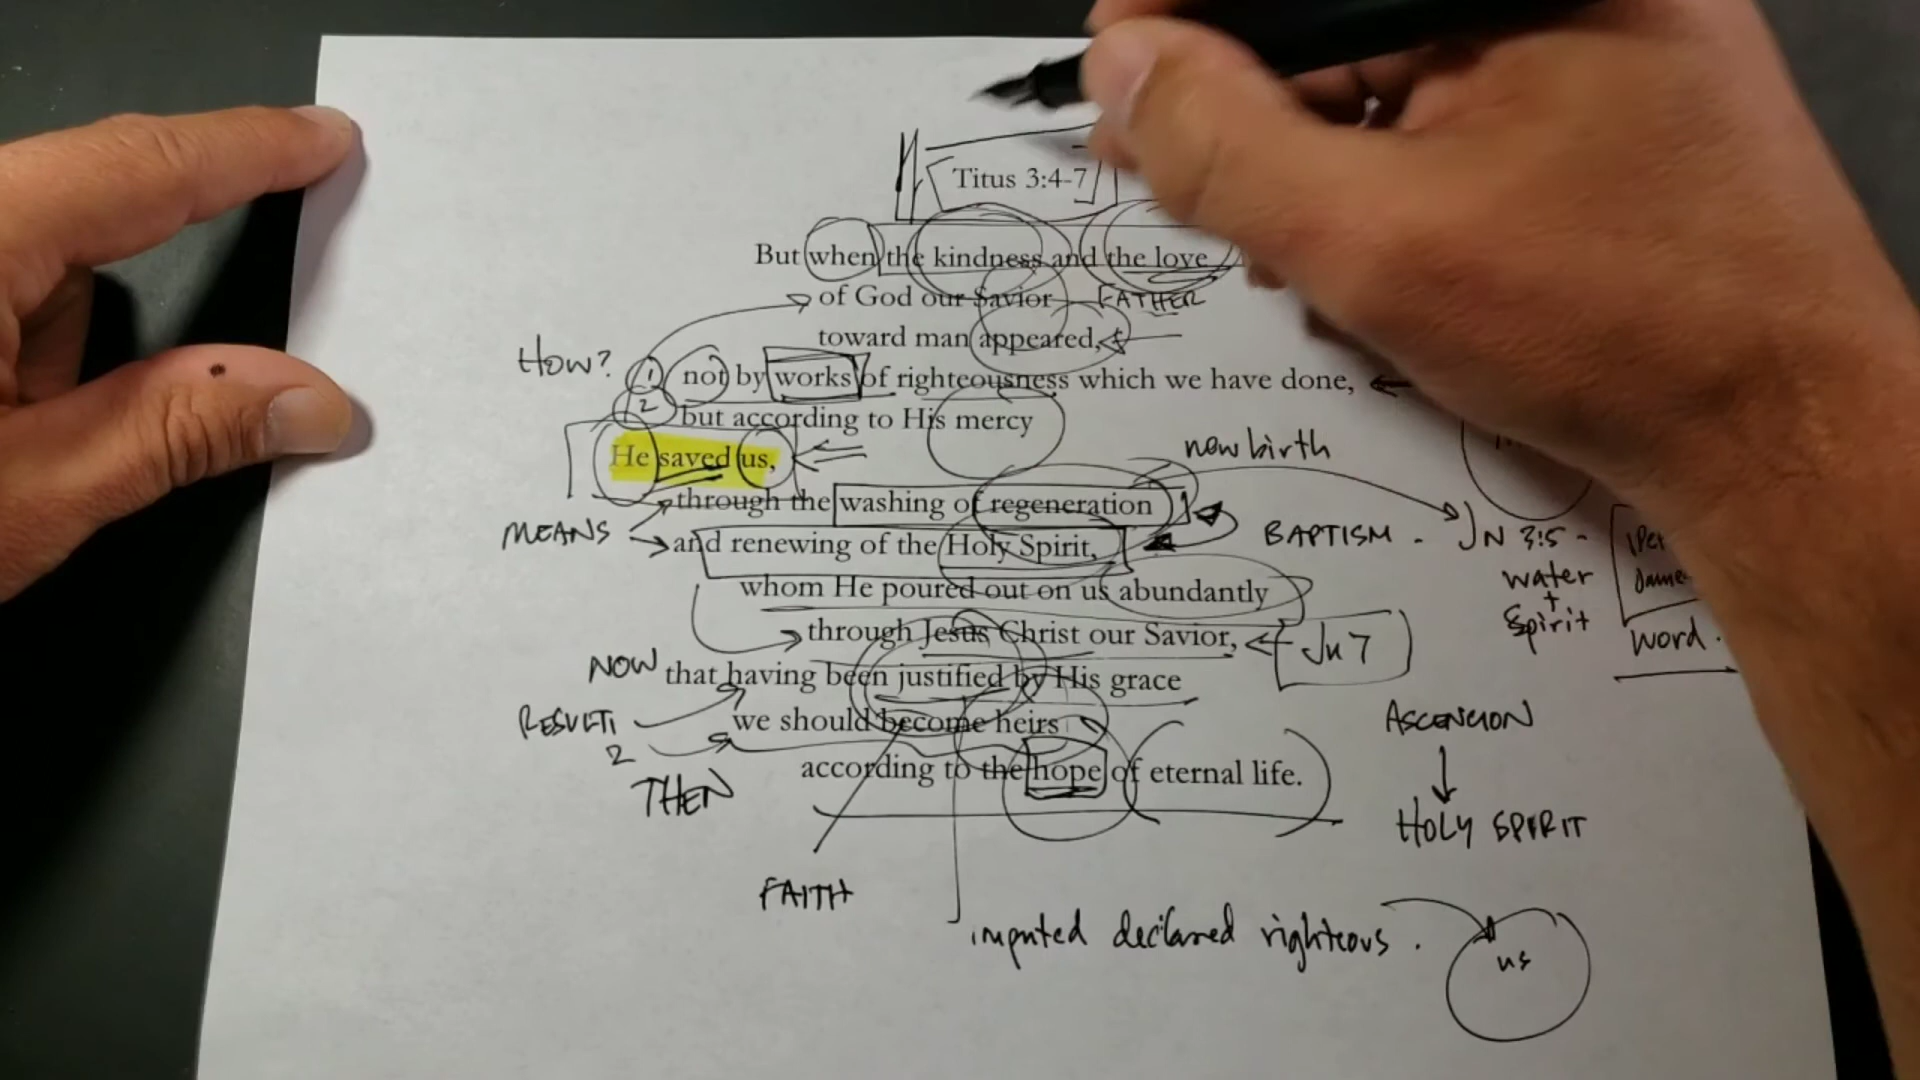 Titus 3:4-7
But when the kindness and the love
of God our Savior FATHER
toward man appeared,
HOW? 1 not by works of righteousness which we have done,
2 but according to His mercy
He saved us,
new birth
through the washing of regeneration
MEANS and renewing of the Holy Spirit, BAPTISM. JN 3:5-
water
+
Spirit
whom He poured out on us abundantly
word.
through Jesus Christ our Savior, Jn 7
NOW that having been justified by His grace
RESULT 1 we should become heirs
2
THEN
according to the hope of eternal life.
ASCENCION
HOLY SPIRIT
FAITH
imputed declared righteous.
us